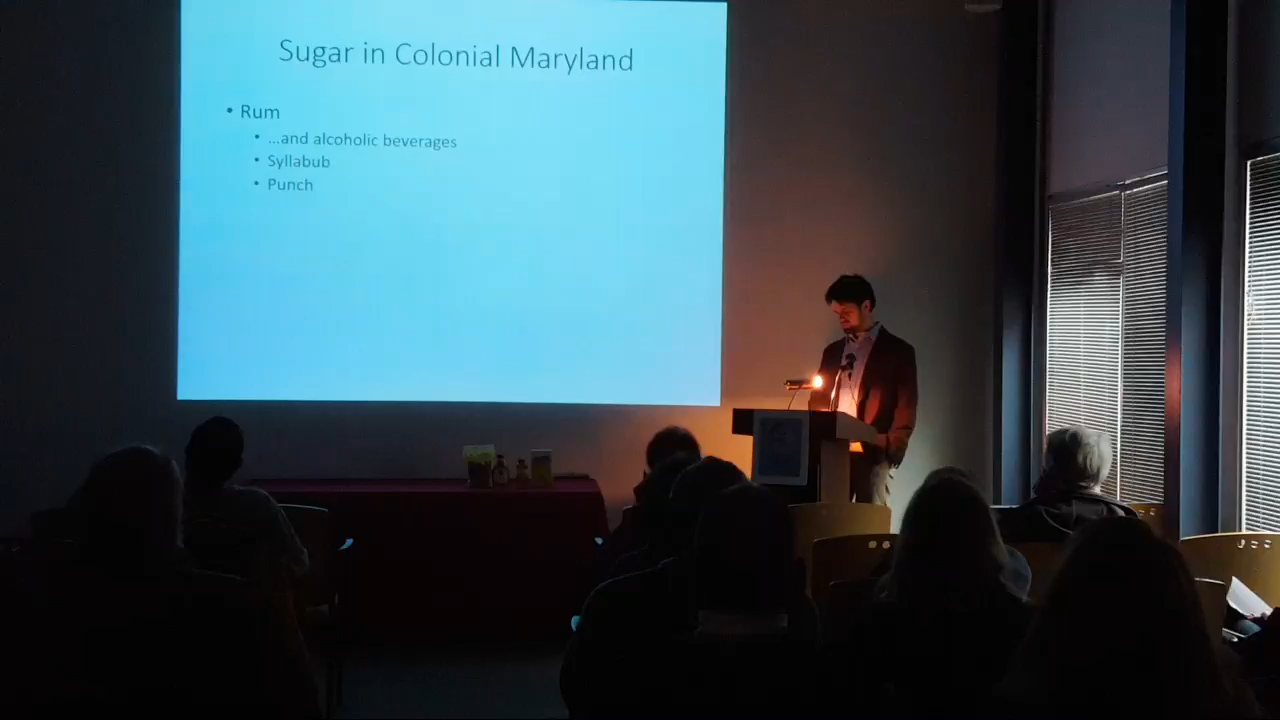 Sugar in Colonial Maryland
• Rum
• ...and alcoholic beverages
• Syllabub
• Punch